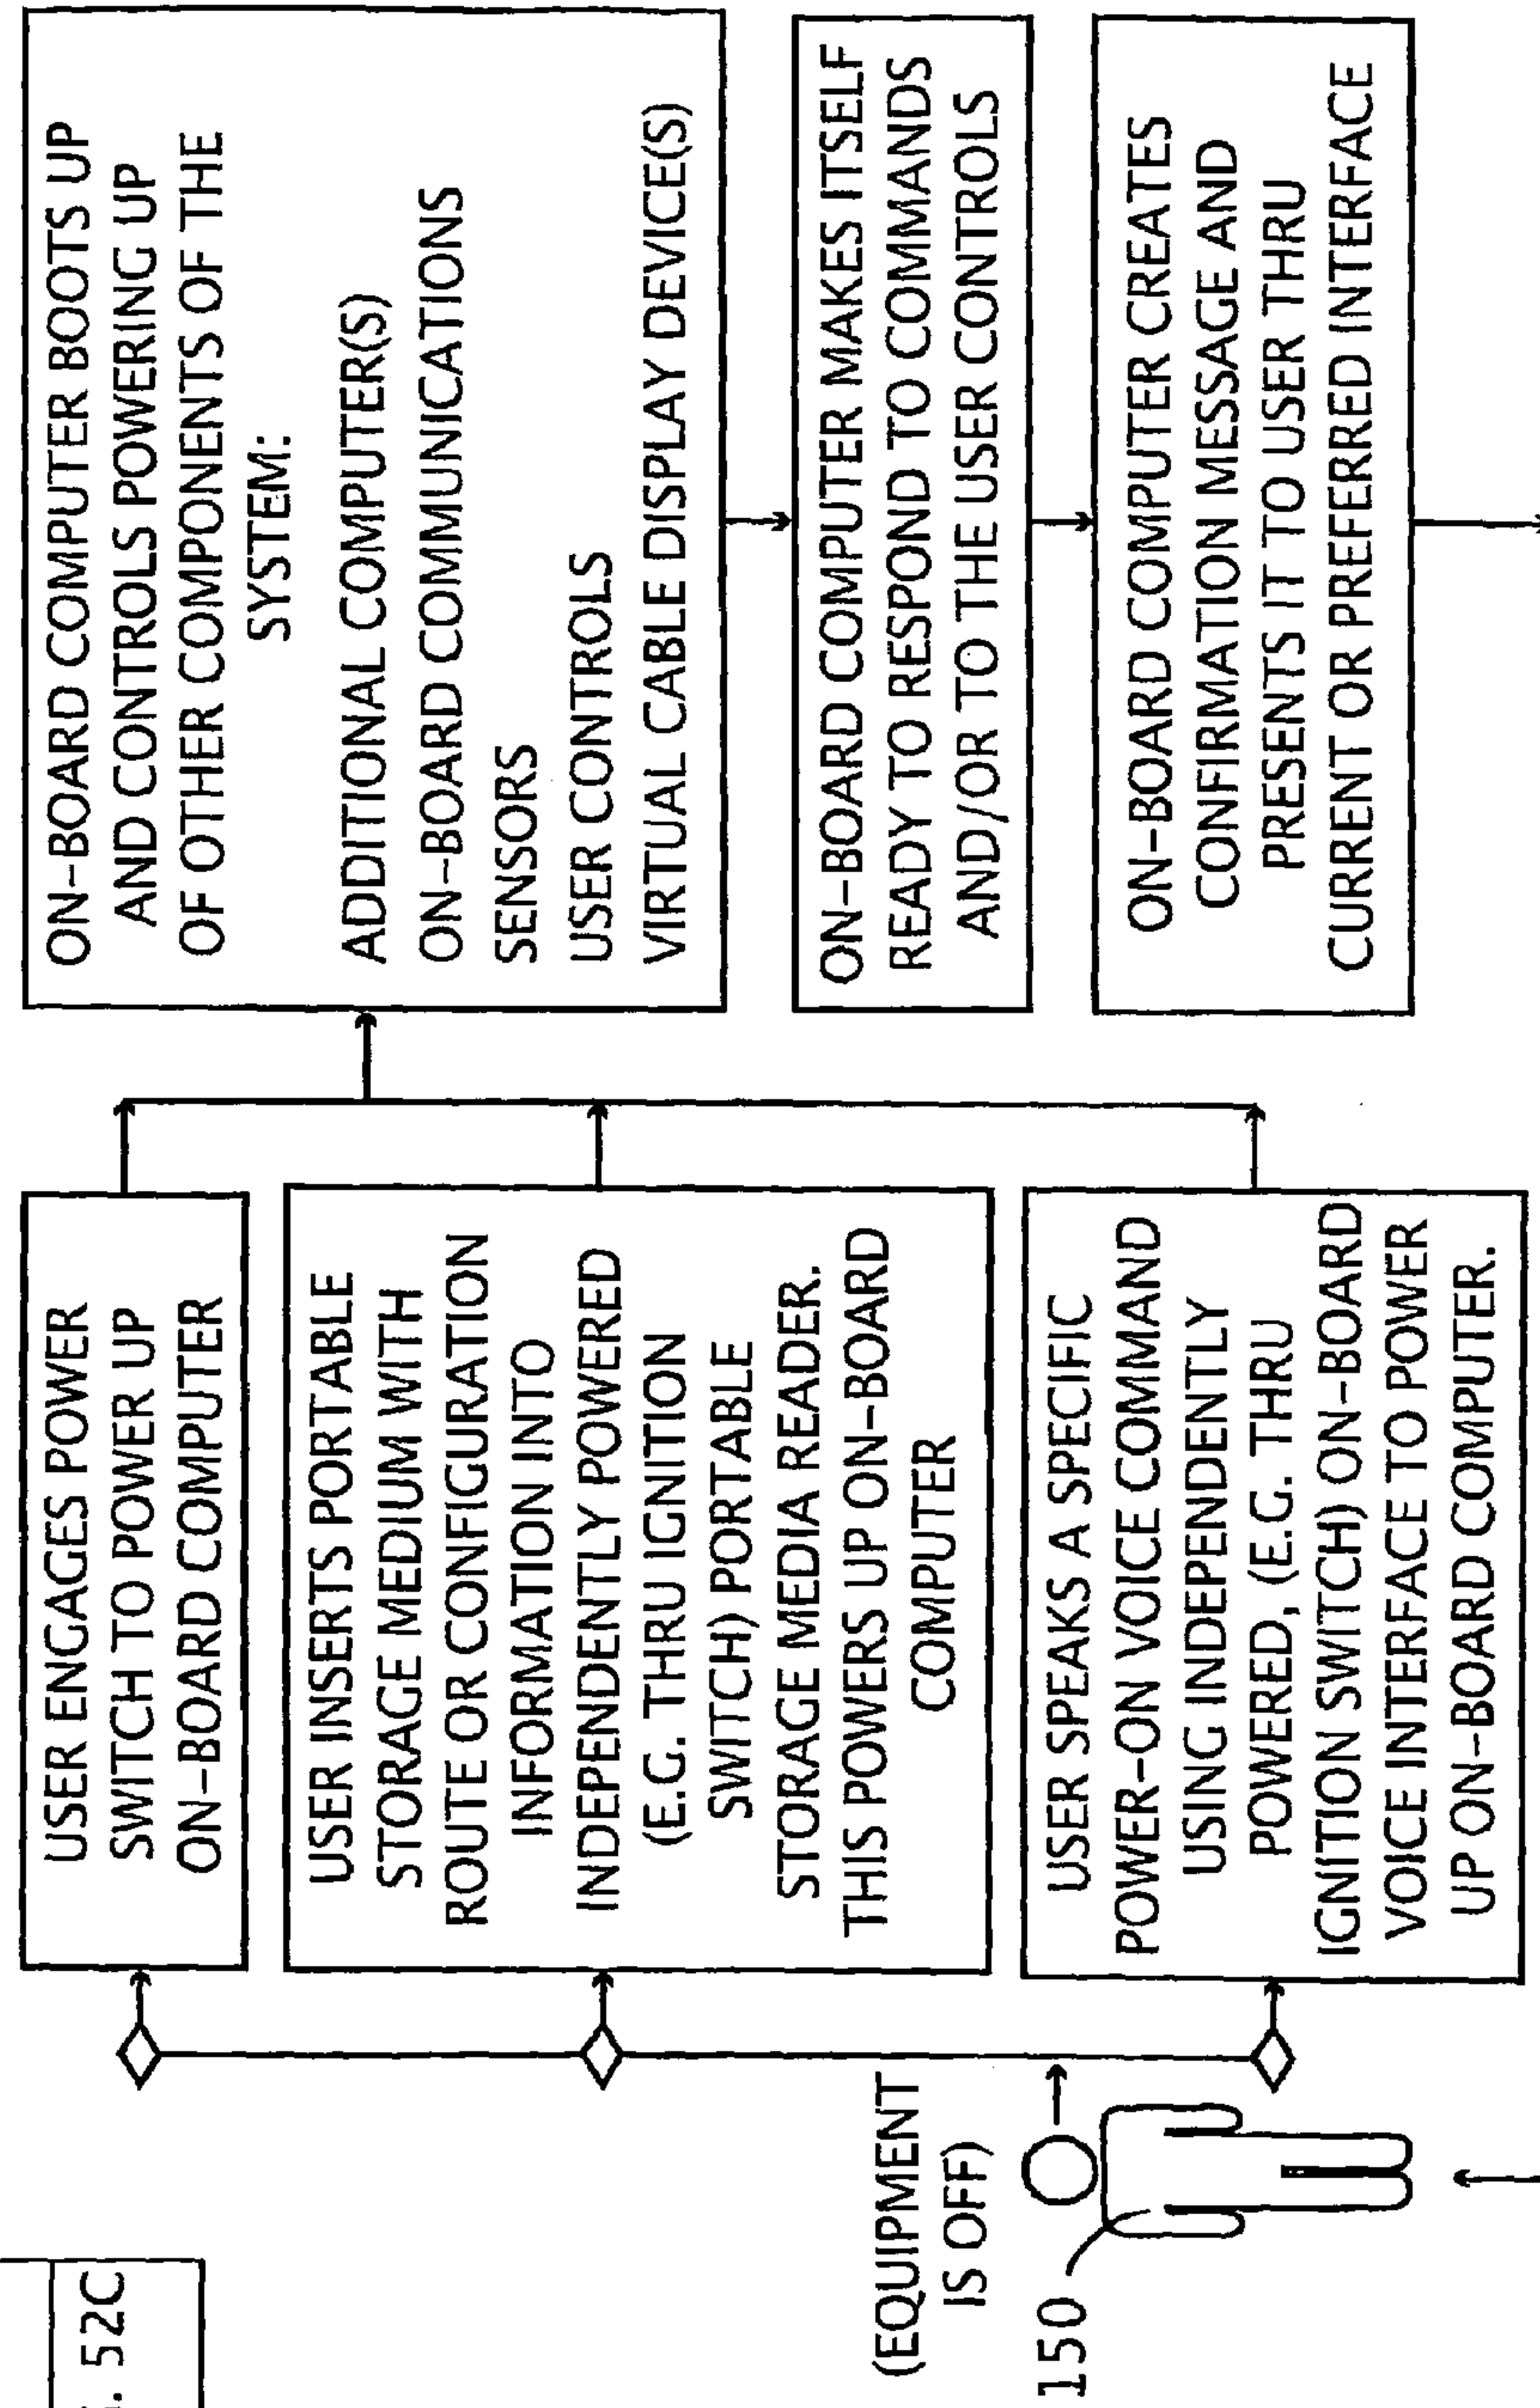 . 52C
(EQUIPMENT
IS OFF)
150
USER ENGAGES POWER
SWITCH TO POWER UP
ON-BOARD COMPUTER
USER INSERTS PORTABLE
STORAGE MEDIUM WITH
ROUTE OR CONFIGURATION
INFORMATION INTO
INDEPENDENTLY POWERED
(E.G. THRU IGNITION
SWITCH) PORTABLE
STORAGE MEDIA READER.
THIS POWERS UP ON-BOARD
COMPUTER
USER SPEAKS A SPECIFIC
POWER-ON VOICE COMMAND
USING INDEPENDENTLY
POWERED, (E.G. THRU
IGNITION SWITCH) ON-BOARD
VOICE INTERFACE TO POWER
UP ON-BOARD COMPUTER.
ON-BOARD COMPUTER BOOTS UP
AND CONTROLS POWERING UP
OF OTHER COMPONENTS OF THE
SYSTEM:
ADDITIONAL COMPUTER(S)
ON-BOARD COMMUNICATIONS
SENSORS
USER CONTROLS
VIRTUAL CABLE DISPLAY DEVICE(S)
ON-BOARD COMPUTER MAKES ITSELF
READY TO RESPOND TO COMMANDS
AND/OR TO THE USER CONTROLS
ON-BOARD COMPUTER CREATES
CONFIRMATION MESSAGE AND
PRESENTS IT TO USER THRU
CURRENT OR PREFERRED INTERFACE